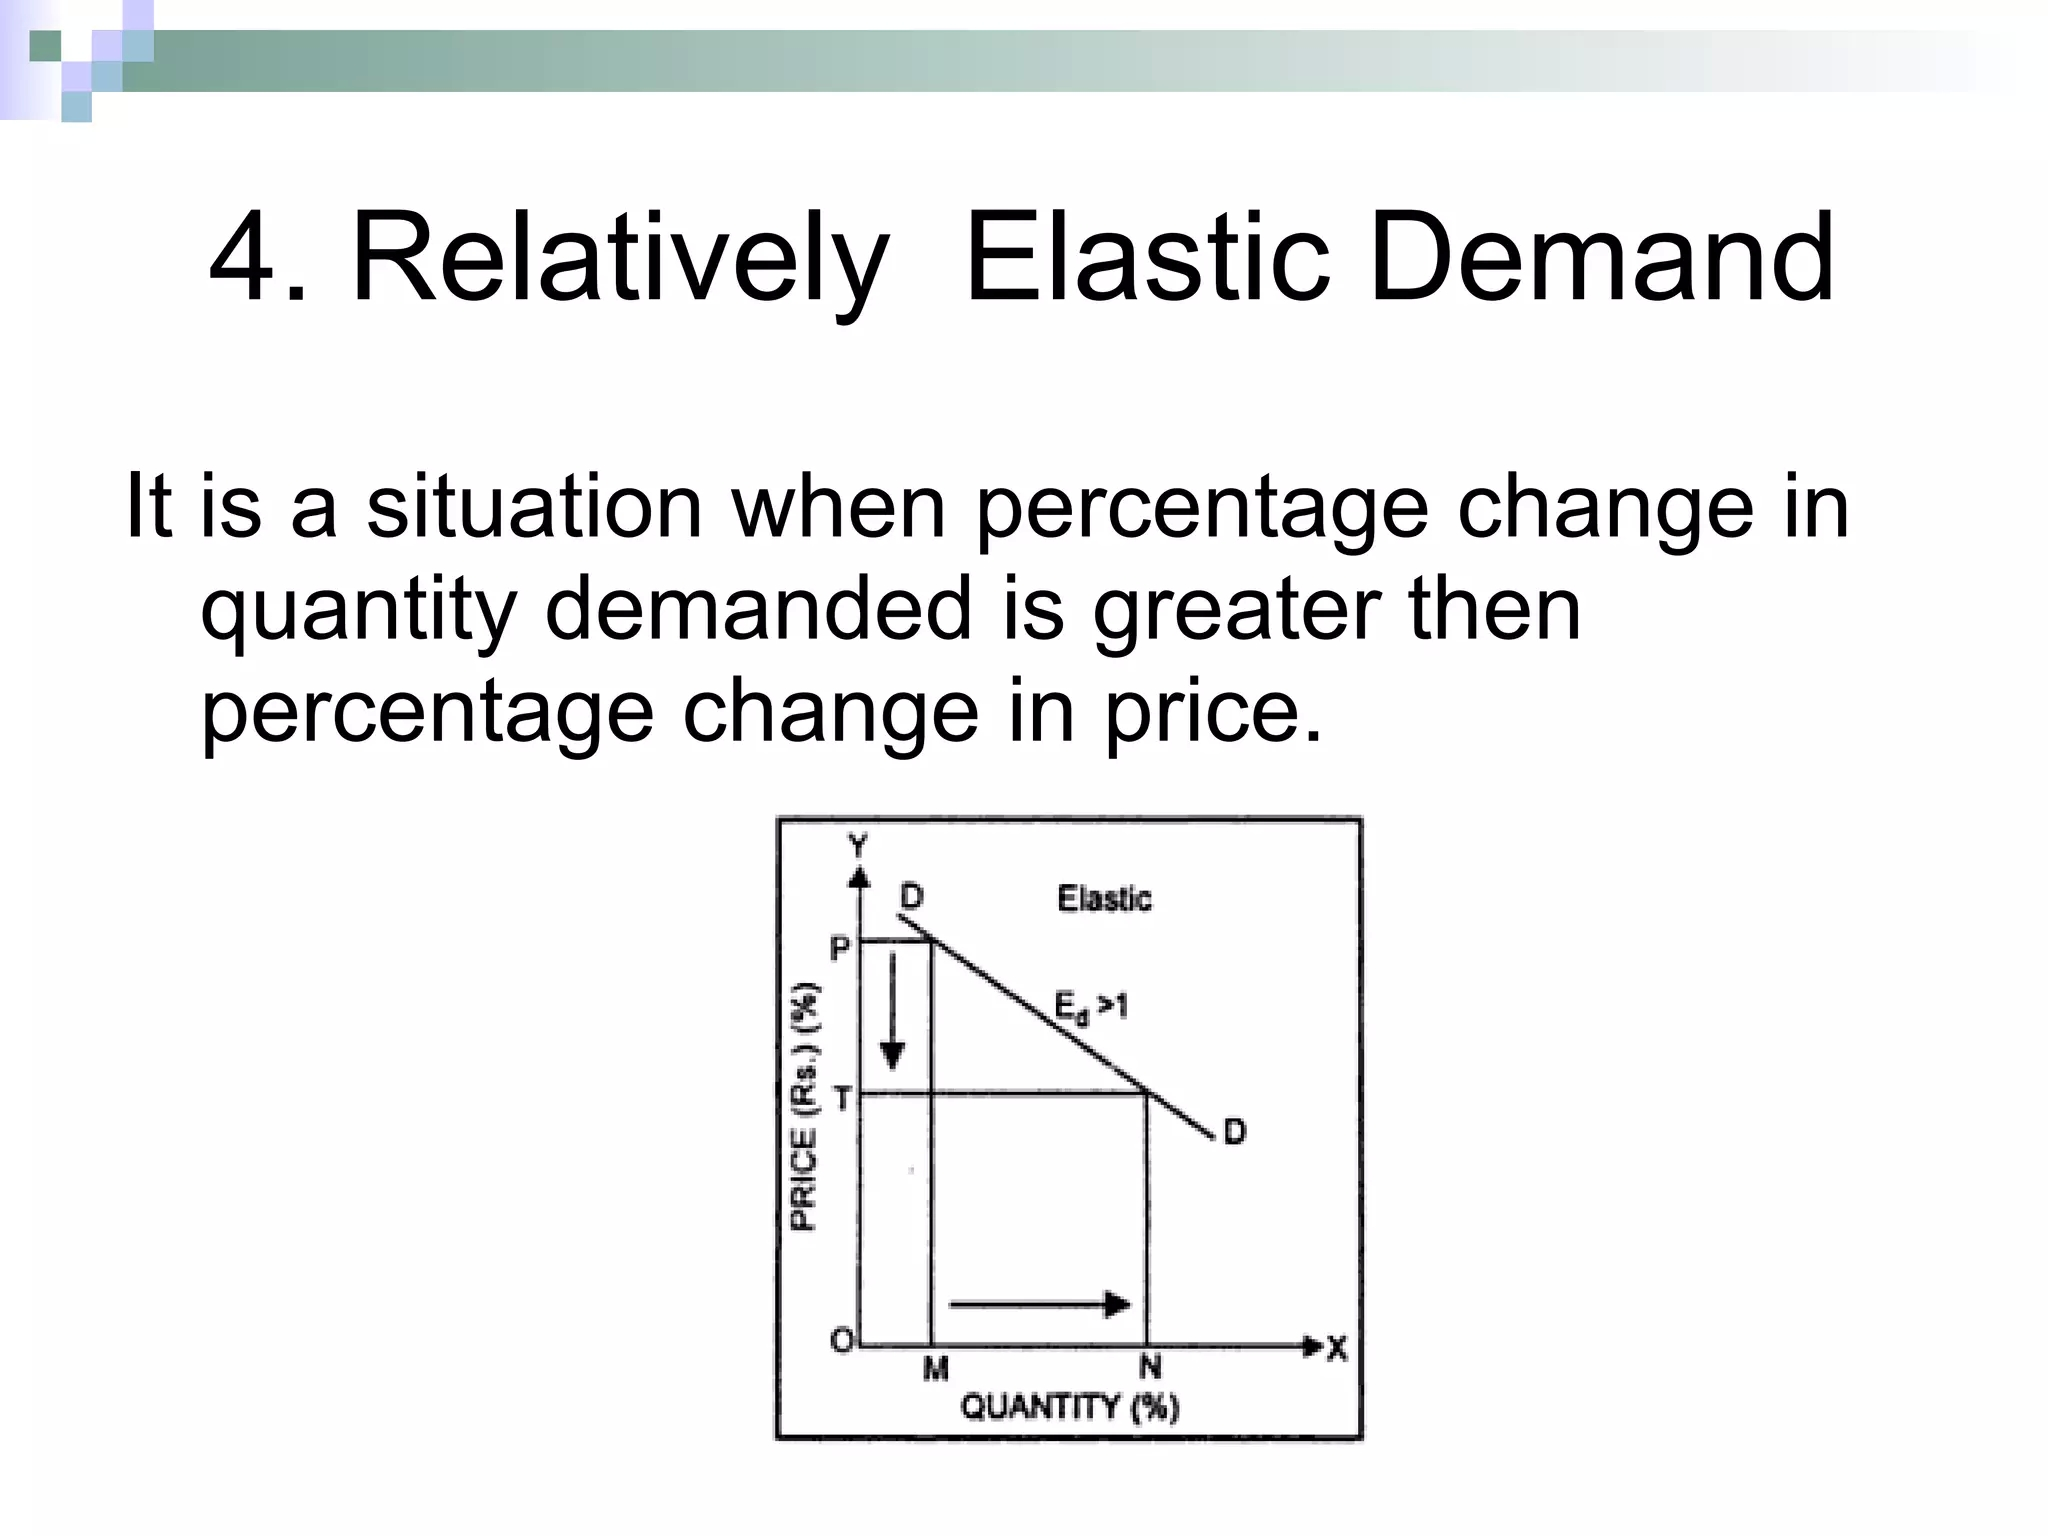 4. Relatively  Elastic Demand
It is a situation when percentage change in
quantity demanded is greater then
percentage change in price.
Y
D
Elastic
P
Ed >1
T
D
PRICE (Rs.) (%)
O
X
M
N
QUANTITY (%)